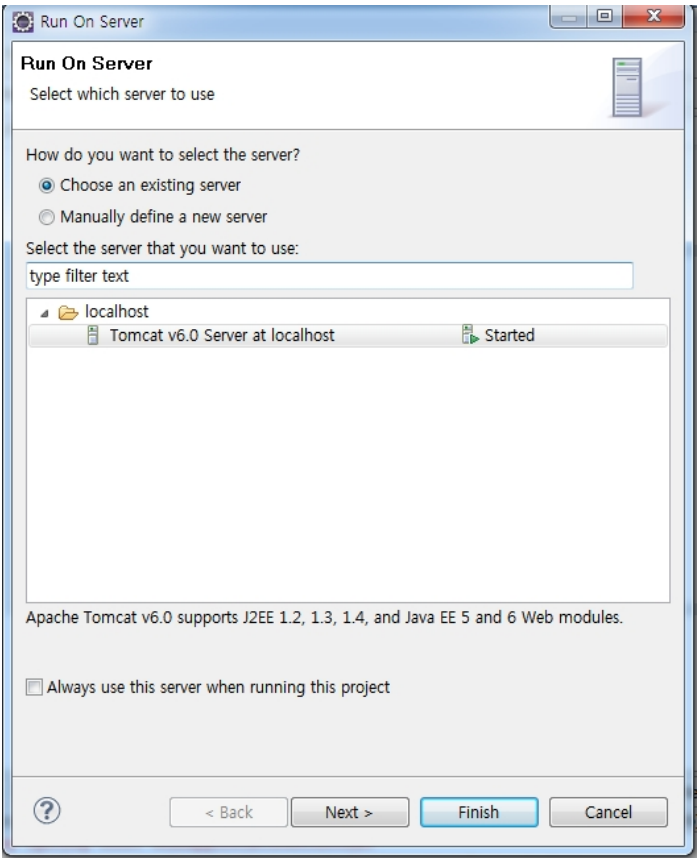 Run On Server
Run On Server
Select which server to use
How do you want to select the server?
Choose an existing server
Manually define a new server
Select the server that you want to use:
type filter text
localhost
Tomcat v6.0 Server at localhost Started
Apache Tomcat v6.0 supports J2EE 1.2, 1.3, 1.4, and Java EE 5 and 6 Web modules.
Always use this server when running this project
? < Back Next > Finish Cancel